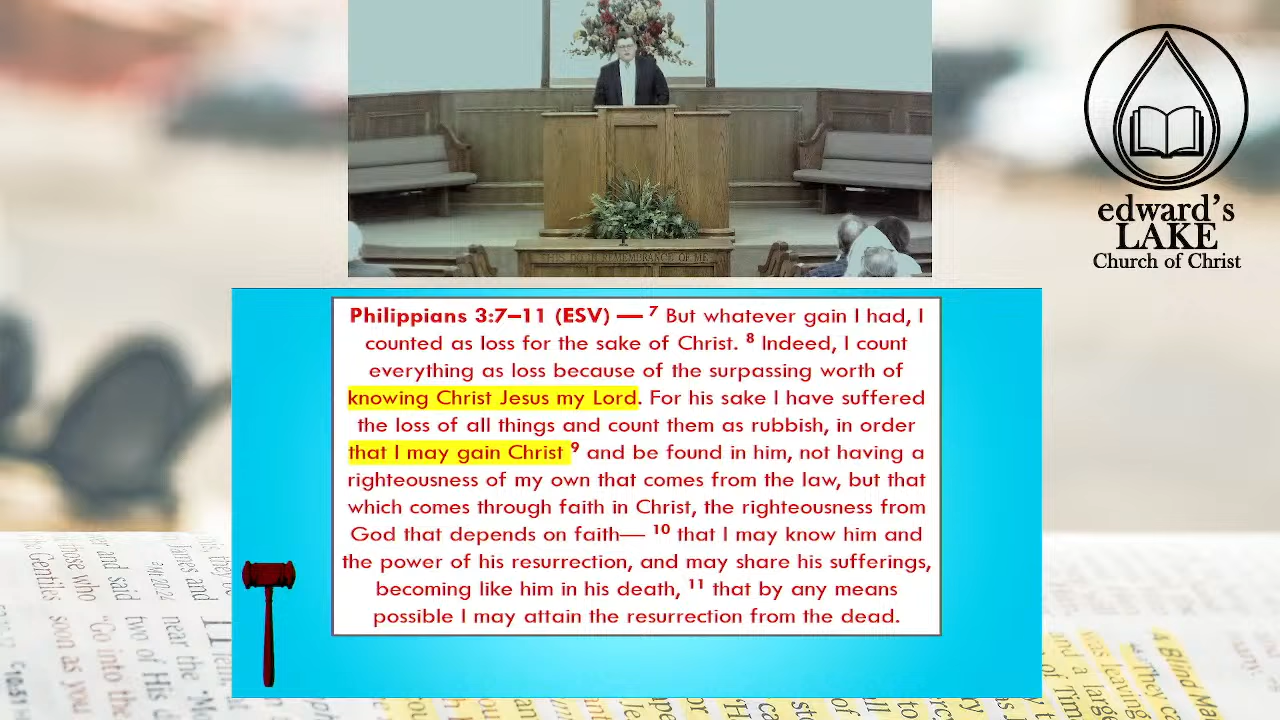 THIS DO IN REMEMBRANCE OF ME
edward's
LAKE
Church of Christ
Philippians 3:7–11 (ESV) — 7 But whatever gain I had, I
counted as loss for the sake of Christ. 8 Indeed, I count
everything as loss because of the surpassing worth of
knowing Christ Jesus my Lord. For his sake I have suffered
the loss of all things and count them as rubbish, in order
that I may gain Christ 9 and be found in him, not having a
righteousness of my own that comes from the law, but that
which comes through faith in Christ, the righteousness from
God that depends on faith— 10 that I may know him and
the power of his resurrection, and may share his sufferings,
becoming like him in his death, 11 that by any means
possible I may attain the resurrection from the dead.